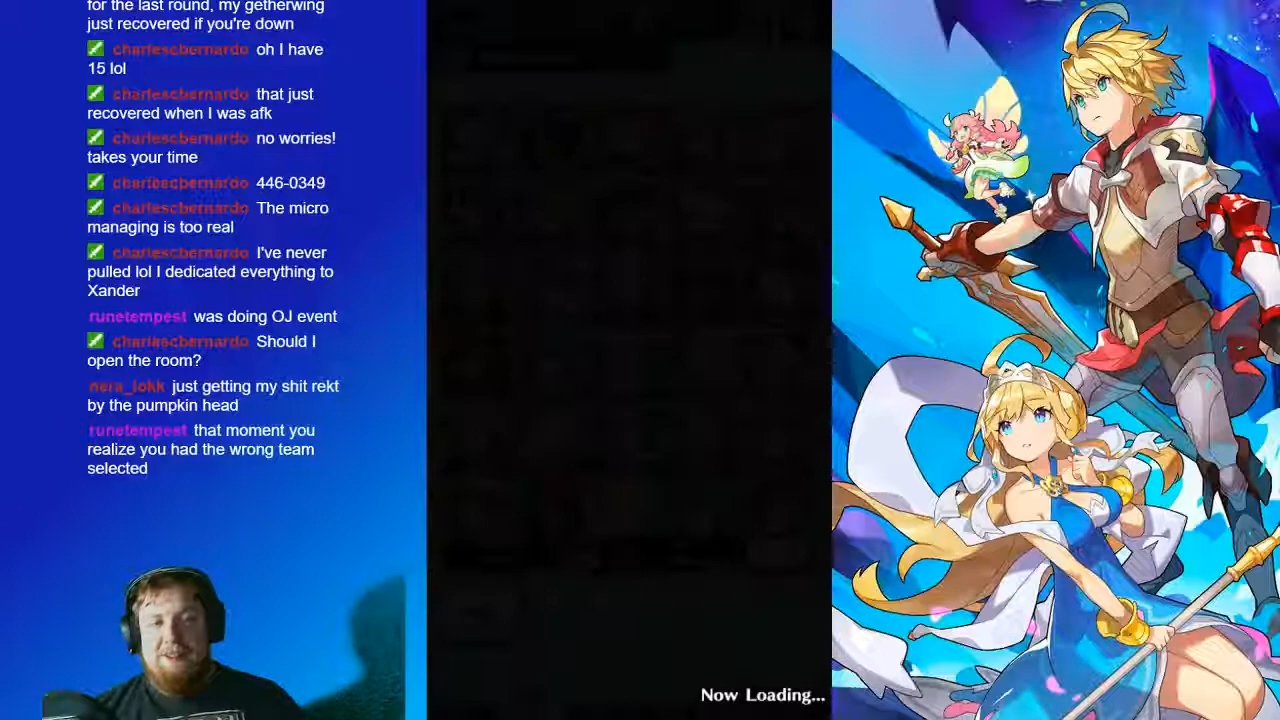 for the last round, my getherwing
just recovered if you're down
charlescbernardo oh I have
15 lol
charlescbernardo that just
recovered when I was afk
charlescbernardo no worries!
takes your time
charlescbernardo 446-0349
charlescbernardo The micro
managing is too real
charlescbernardo I've never
pulled lol I dedicated everything to
Xander
runetempest was doing OJ event
charlescbernardo Should I
open the room?
nera_lokk just getting my shit rekt
by the pumpkin head
runetempest that moment you
realize you had the wrong team
selected
Now Loading...